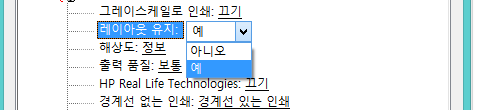 그레이스케일로 인쇄: 끄기
레이아웃 유지: 예
아니오
해상도: 정보
예
출력 품질: 보통
HP Real Life Technologies: 끄기
경계선 없는 인쇄: 경계선 있는 인쇄